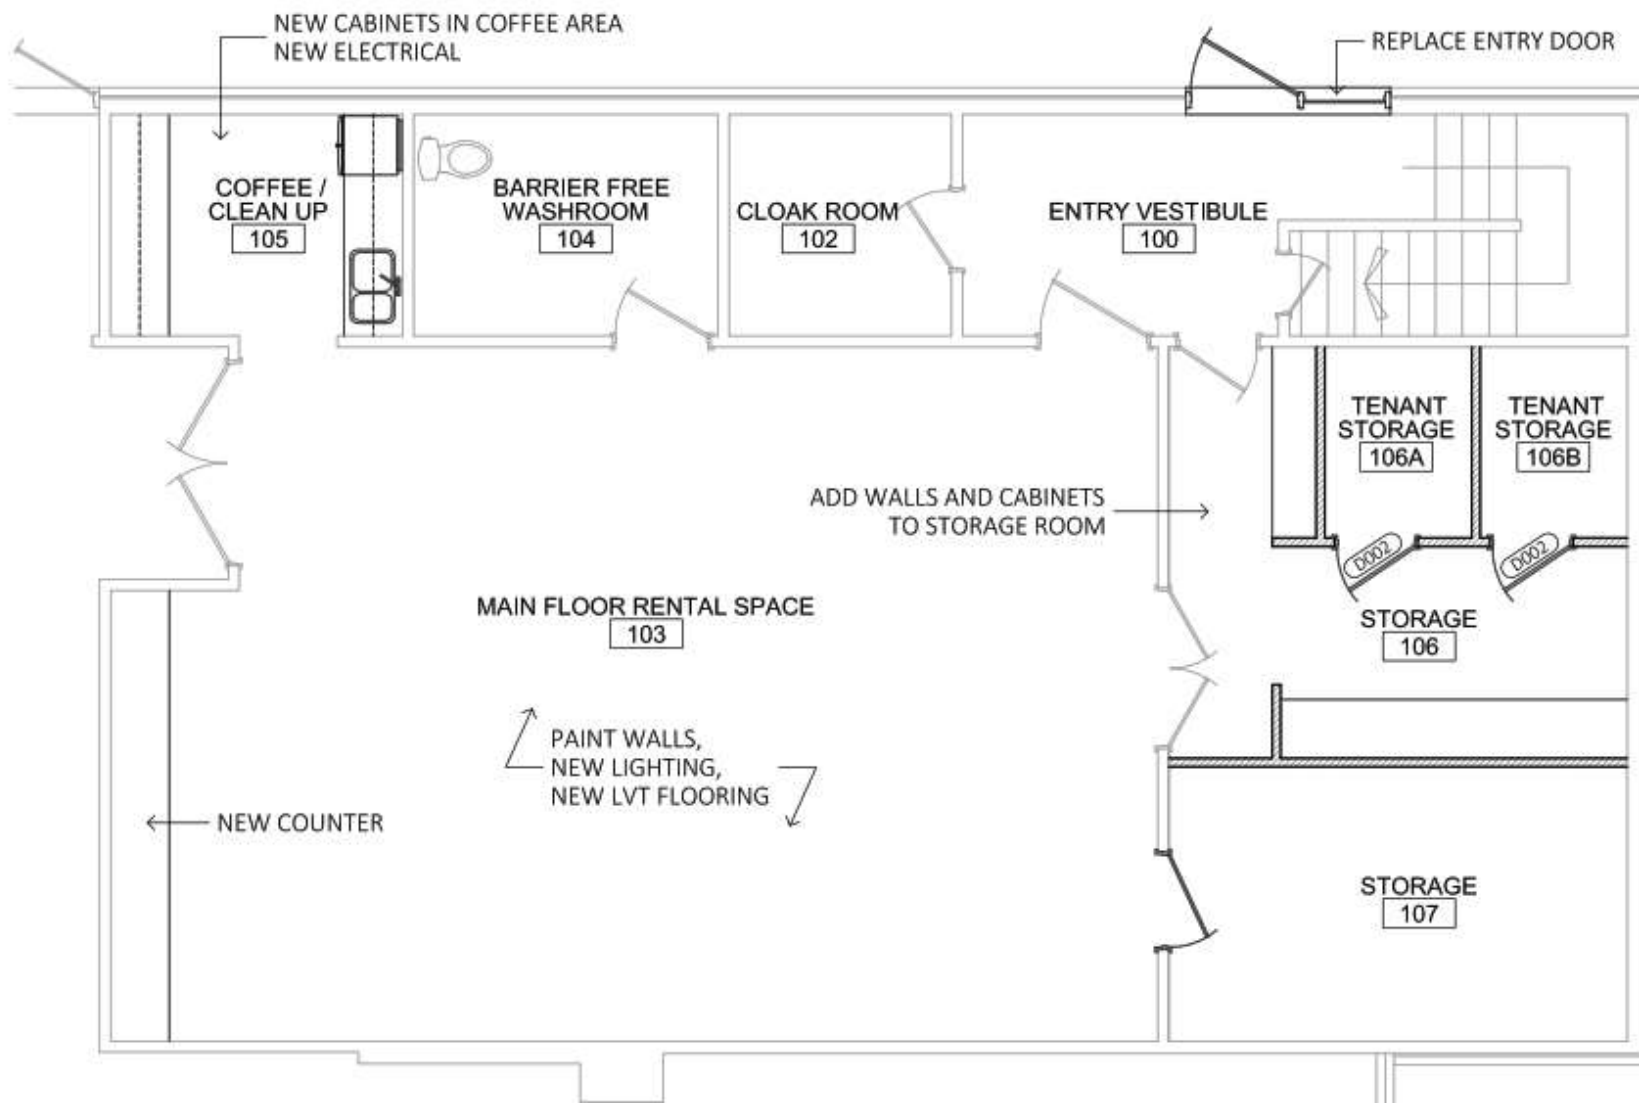 NEW CABINETS IN COFFEE AREA
NEW ELECTRICAL
REPLACE ENTRY DOOR
COFFEE /
CLEAN UP
105
BARRIER FREE
WASHROOM
104
CLOAK ROOM
102
ENTRY VESTIBULE
100
TENANT
STORAGE
106A
TENANT
STORAGE
106B
ADD WALLS AND CABINETS
TO STORAGE ROOM
D002
D002
MAIN FLOOR RENTAL SPACE
103
STORAGE
106
PAINT WALLS,
NEW LIGHTING,
NEW LVT FLOORING
NEW COUNTER
STORAGE
107